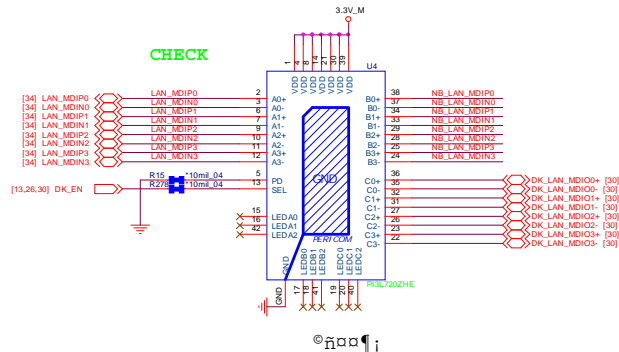 3.3V_M
CHECK
U4
1 4 8 14 21 30 39
VDD VDD VDD VDD VDD VDD VDD
[34] LAN_MDIP0 LAN_MDIP0 2 A0+ B0+ 38 NB_LAN_MDIP0
[34] LAN_MDIN0 LAN_MDIN0 3 A0- B0- 37 NB_LAN_MDIN0
[34] LAN_MDIP1 LAN_MDIP1 6 A1+ B1+ 34 NB_LAN_MDIP1
[34] LAN_MDIN1 LAN_MDIN1 7 A1- B1- 33 NB_LAN_MDIN1
[34] LAN_MDIP2 LAN_MDIP2 9 A2+ B2+ 29 NB_LAN_MDIP2
[34] LAN_MDIN2 LAN_MDIN2 10 A2- B2- 28 NB_LAN_MDIN2
[34] LAN_MDIP3 LAN_MDIP3 11 A3+ B3+ 25 NB_LAN_MDIP3
[34] LAN_MDIN3 LAN_MDIN3 12 A3- B3- 24 NB_LAN_MDIN3
R15 *10mil_04 5 PD GND C0+ 36 DK_LAN_MDIO0+ [30]
[13,26,30] DK_EN R278 *10mil_04 13 SEL C0- 35 DK_LAN_MDIO0- [30]
C1+ 32 DK_LAN_MDIO1+ [30]
C1- 31 DK_LAN_MDIO1- [30]
15 LEDA0 C2+ 27 DK_LAN_MDIO2+ [30]
16 LEDA1 C2- 26 DK_LAN_MDIO2- [30]
42 LEDA2 C3+ 23 DK_LAN_MDIO3+ [30]
PERICOM C3- 22 DK_LAN_MDIO3- [30]
GND LEDB0 LEDB1 LEDB2 LEDC0 LEDC1 LEDC2
GND 17 18 41 19 20 40
PI3L720ZHE
©ñ¤¤¶¡